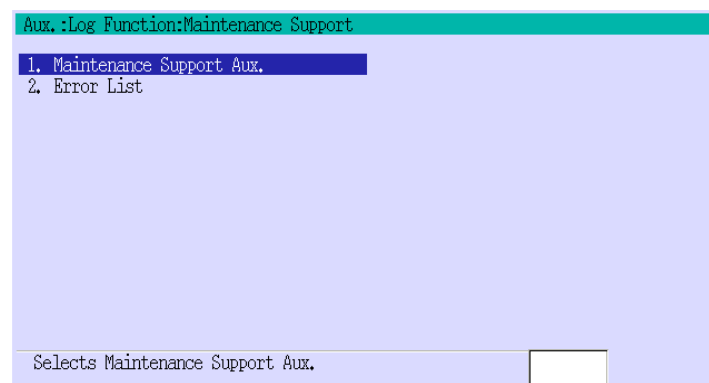 Aux.:Log Function:Maintenance Support
1. Maintenance Support Aux.
2. Error List
Selects Maintenance Support Aux.